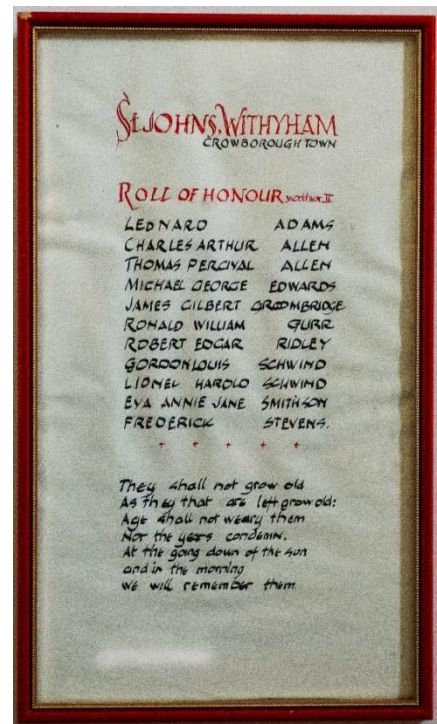 St. JOHNS, WITHYHAM
CROWBOROUGH TOWN
ROLL OF HONOUR world war II
LEONARD ADAMS
CHARLES ARTHUR ALLEN
THOMAS PERCIVAL ALLEN
MICHAEL GEORGE EDWARDS
JAMES GILBERT GROOMBRIDGE
RONALD WILLIAM GURR
ROBERT EDGAR RIDLEY
GORDON LOUIS SCHWIND
LIONEL HAROLD SCHWIND
EVA ANNIE JANE SMITHSON
FREDERICK STEVENS.
+ + + + +
They shall not grow old
As they that are left grow old:
Age shall not weary them
Nor the years condemn.
At the going down of the sun
and in the morning
we will remember them